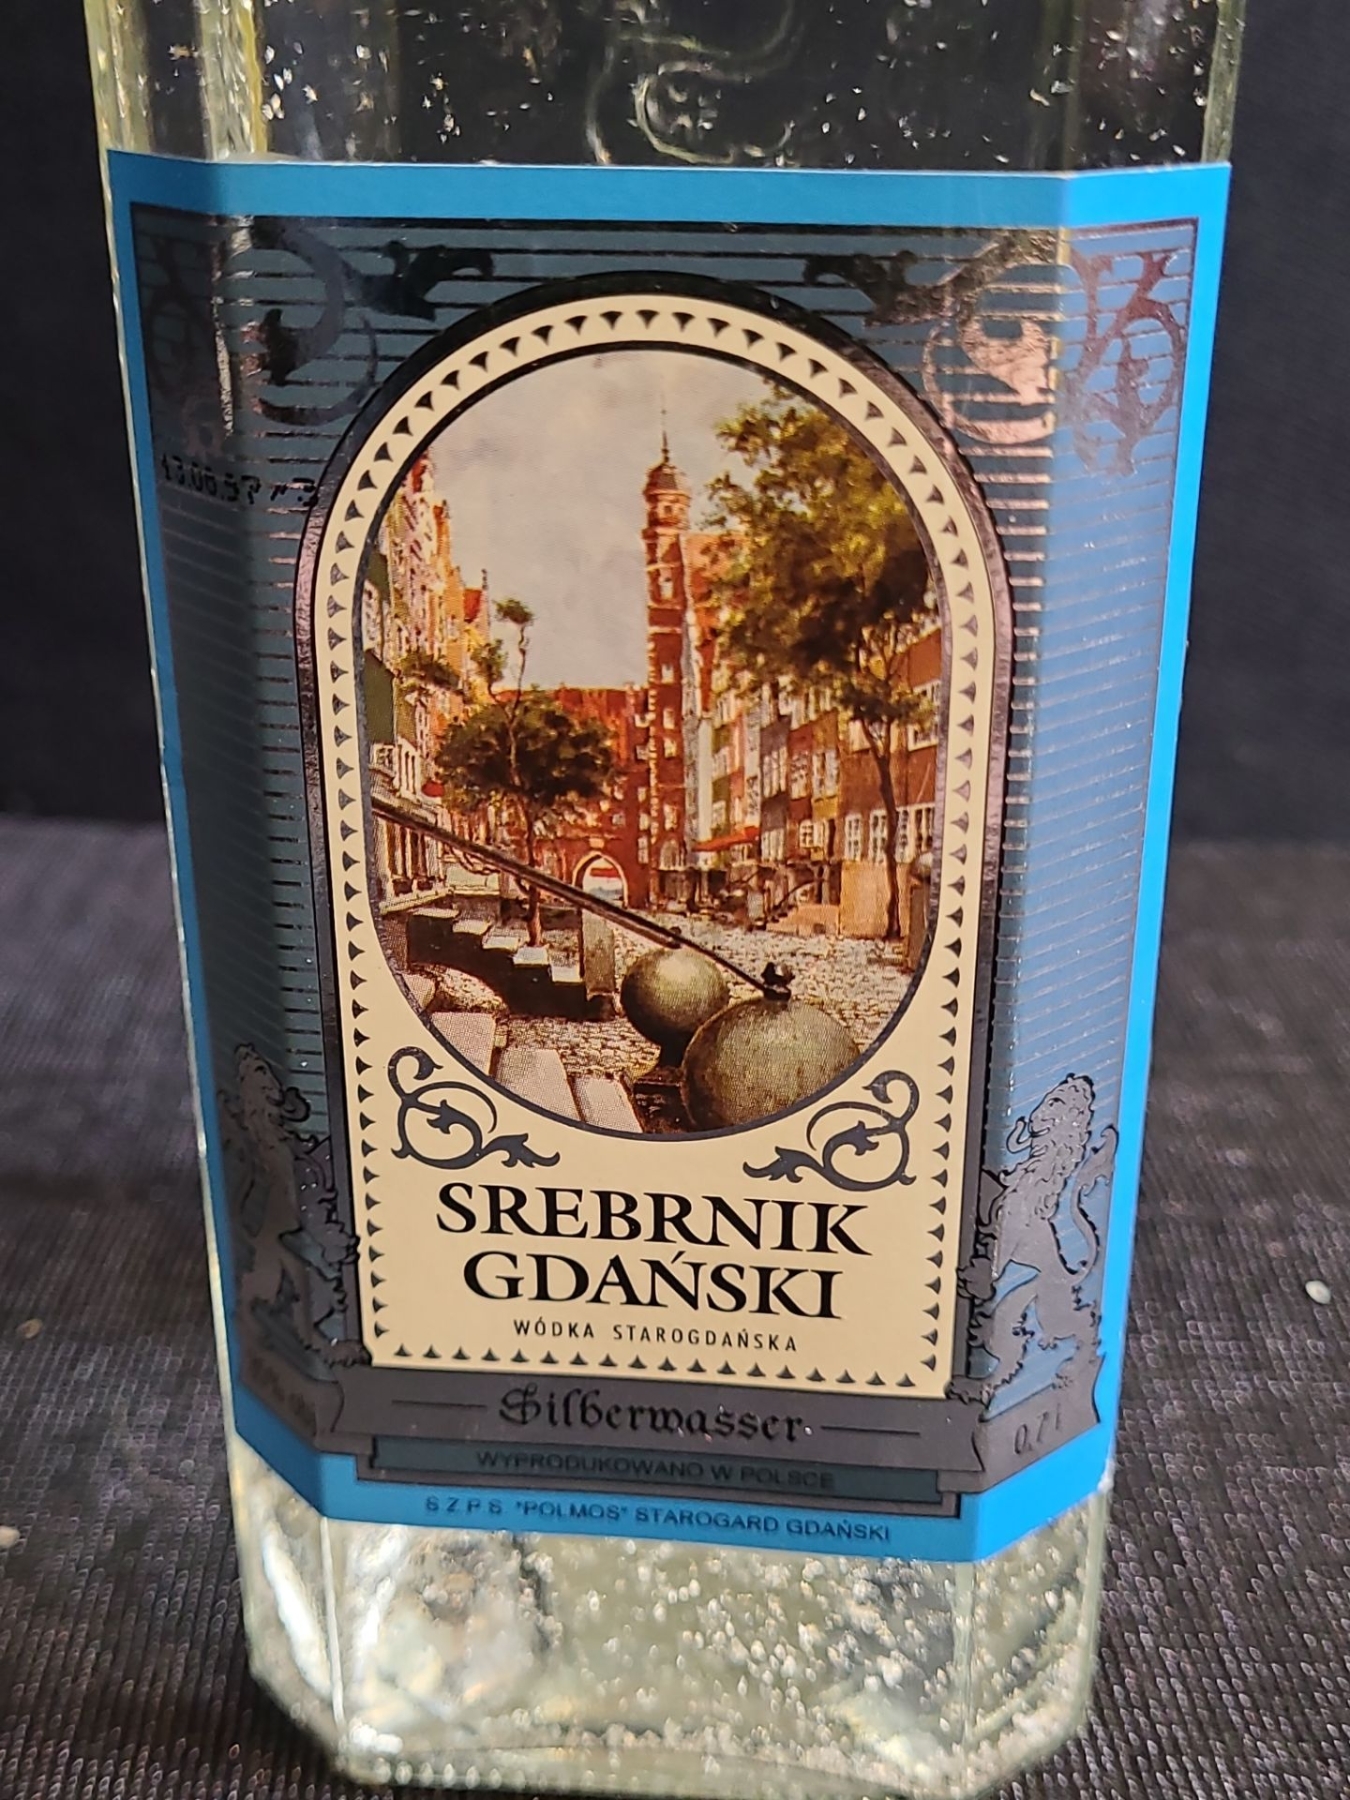 SREBRNIK
GDAŃSKI
WÓDKA STAROGDAŃSKA
Silberwasser
0,7 l
WYPRODUKOWANO W POLSCE
S.Z.P.S. "POLMOS" STAROGARD GDAŃSKI